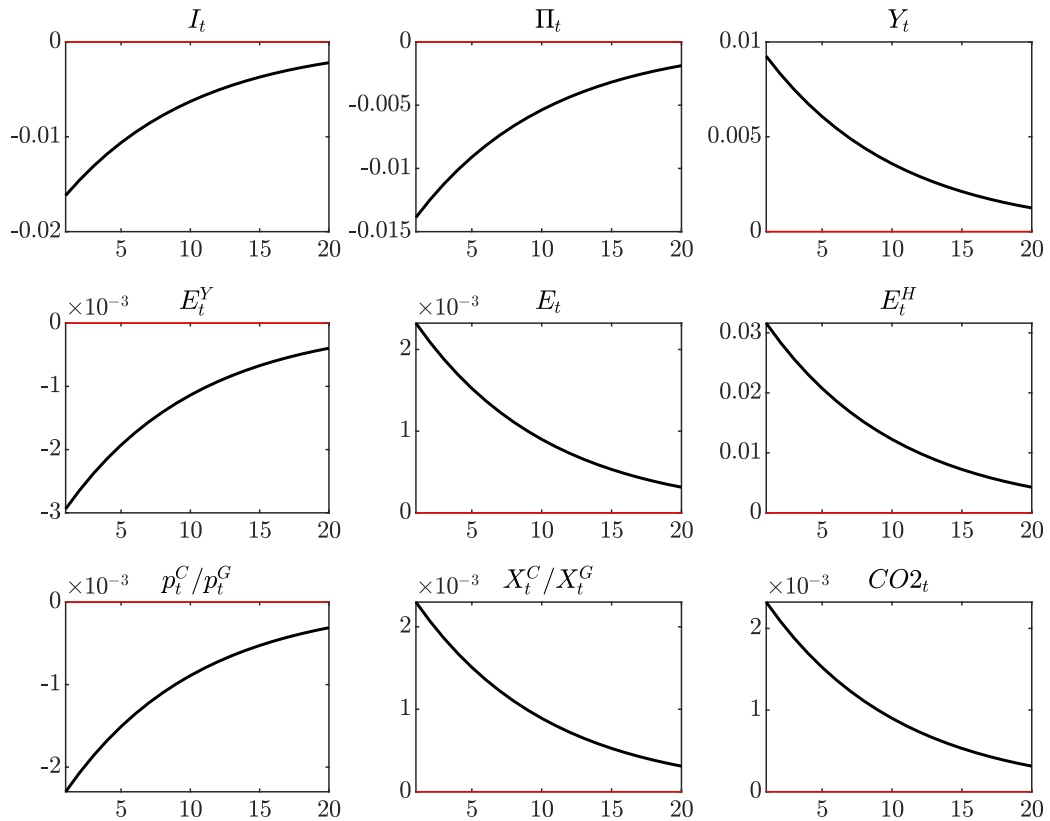 I_t
0
-0.01
-0.02
5 10 15 20
Π_t
0
-0.005
-0.01
-0.015
5 10 15 20
Y_t
0.01
0.005
0
5 10 15 20
×10^{-3} E_t^Y
0
-1
-2
-3
5 10 15 20
×10^{-3} E_t
2
1
0
5 10 15 20
E_t^H
0.03
0.02
0.01
0
5 10 15 20
×10^{-3} p_t^C/p_t^G
0
-1
-2
5 10 15 20
×10^{-3} X_t^C/X_t^G
2
1
0
5 10 15 20
×10^{-3} CO2_t
2
1
0
5 10 15 20